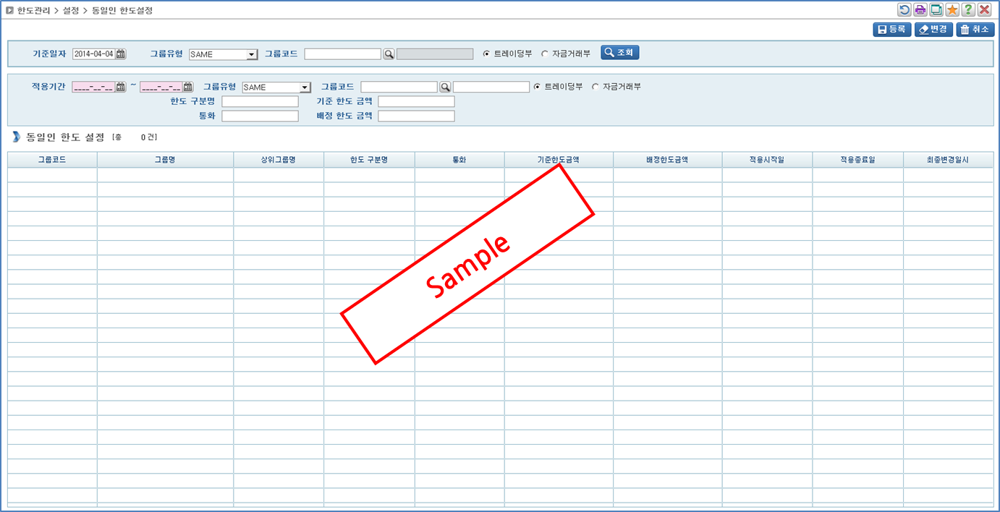 한도관리 > 설정 > 동일인 한도설정
등록 변경 취소
기준일자 2014-04-04 그룹유형 SAME 그룹코드 트레이딩부 자금거래부 조회
적용기간 ____-__-__ ~ ____-__-__ 그룹유형 SAME 그룹코드 트레이딩부 자금거래부
한도 구분명 기준 한도 금액
통화 배정 한도 금액
동일인 한도 설정 [총 0 건]
그룹코드 그룹명 상위그룹명 한도 구분명 통화 기준한도금액 배정한도금액 적용시작일 적용종료일 최종변경일시
Sample